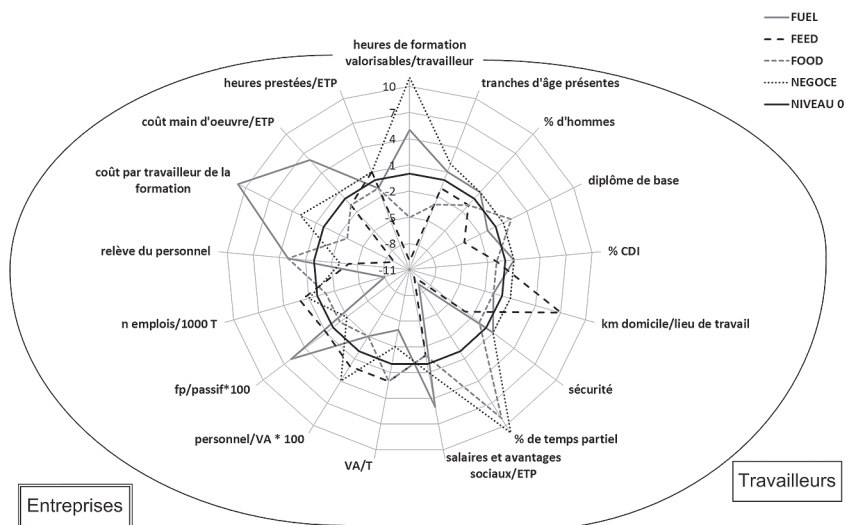 FUEL
FEED
FOOD
NEGOCE
NIVEAU 0
heures de formation
valorisables/travailleur
heures prestées/ETP
tranches d'âge présentes
coût main d'oeuvre/ETP
% d'hommes
coût par travailleur de la
formation
diplôme de base
relève du personnel
% CDI
n emplois/1000 T
km domicile/lieu de travail
fp/passif*100
sécurité
personnel/VA * 100
% de temps partiel
VA/T
salaires et avantages
sociaux/ETP
10
7
4
1
-2
-5
-8
-11
Entreprises
Travailleurs